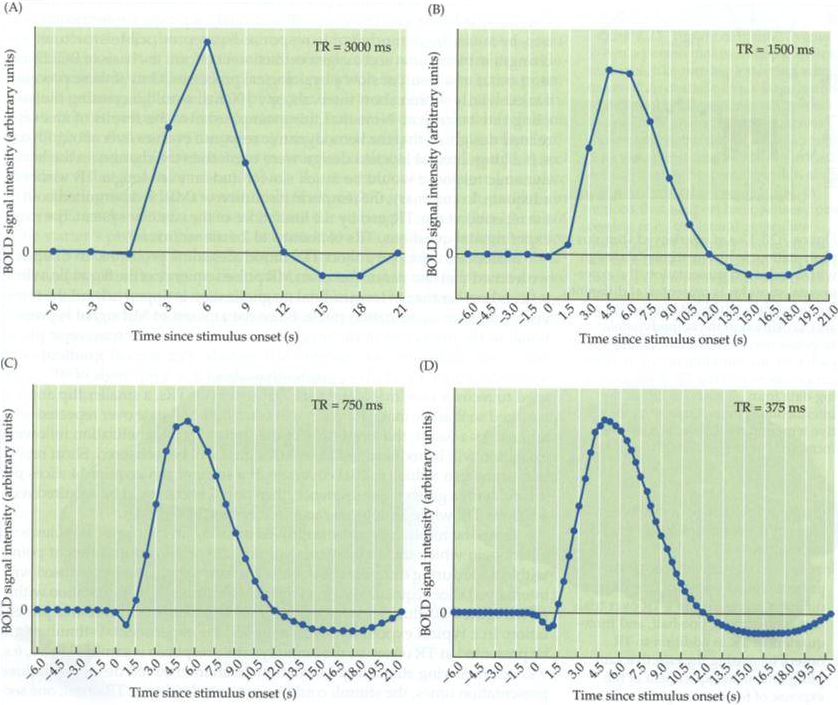 (A)
TR = 3000 ms
BOLD signal intensity (arbitrary units)
0
-6 -3 0 3 6 9 12 15 18 21
Time since stimulus onset (s)
(B)
TR = 1500 ms
BOLD signal intensity (arbitrary units)
0
-6.0 -4.5 -3.0 -1.5 0 1.5 3.0 4.5 6.0 7.5 9.0 10.5 12.0 13.5 15.0 16.5 18.0 19.5 21.0
Time since stimulus onset (s)
(C)
TR = 750 ms
BOLD signal intensity (arbitrary units)
0
-6.0 -4.5 -3.0 -1.5 0 1.5 3.0 4.5 6.0 7.5 9.0 10.5 12.0 13.5 15.0 16.5 18.0 19.5 21.0
Time since stimulus onset (s)
(D)
TR = 375 ms
BOLD signal intensity (arbitrary units)
0
-6.0 -4.5 -3.0 -1.5 0 1.5 3.0 4.5 6.0 7.5 9.0 10.5 12.0 13.5 15.0 16.5 18.0 19.5 21.0
Time since stimulus onset (s)